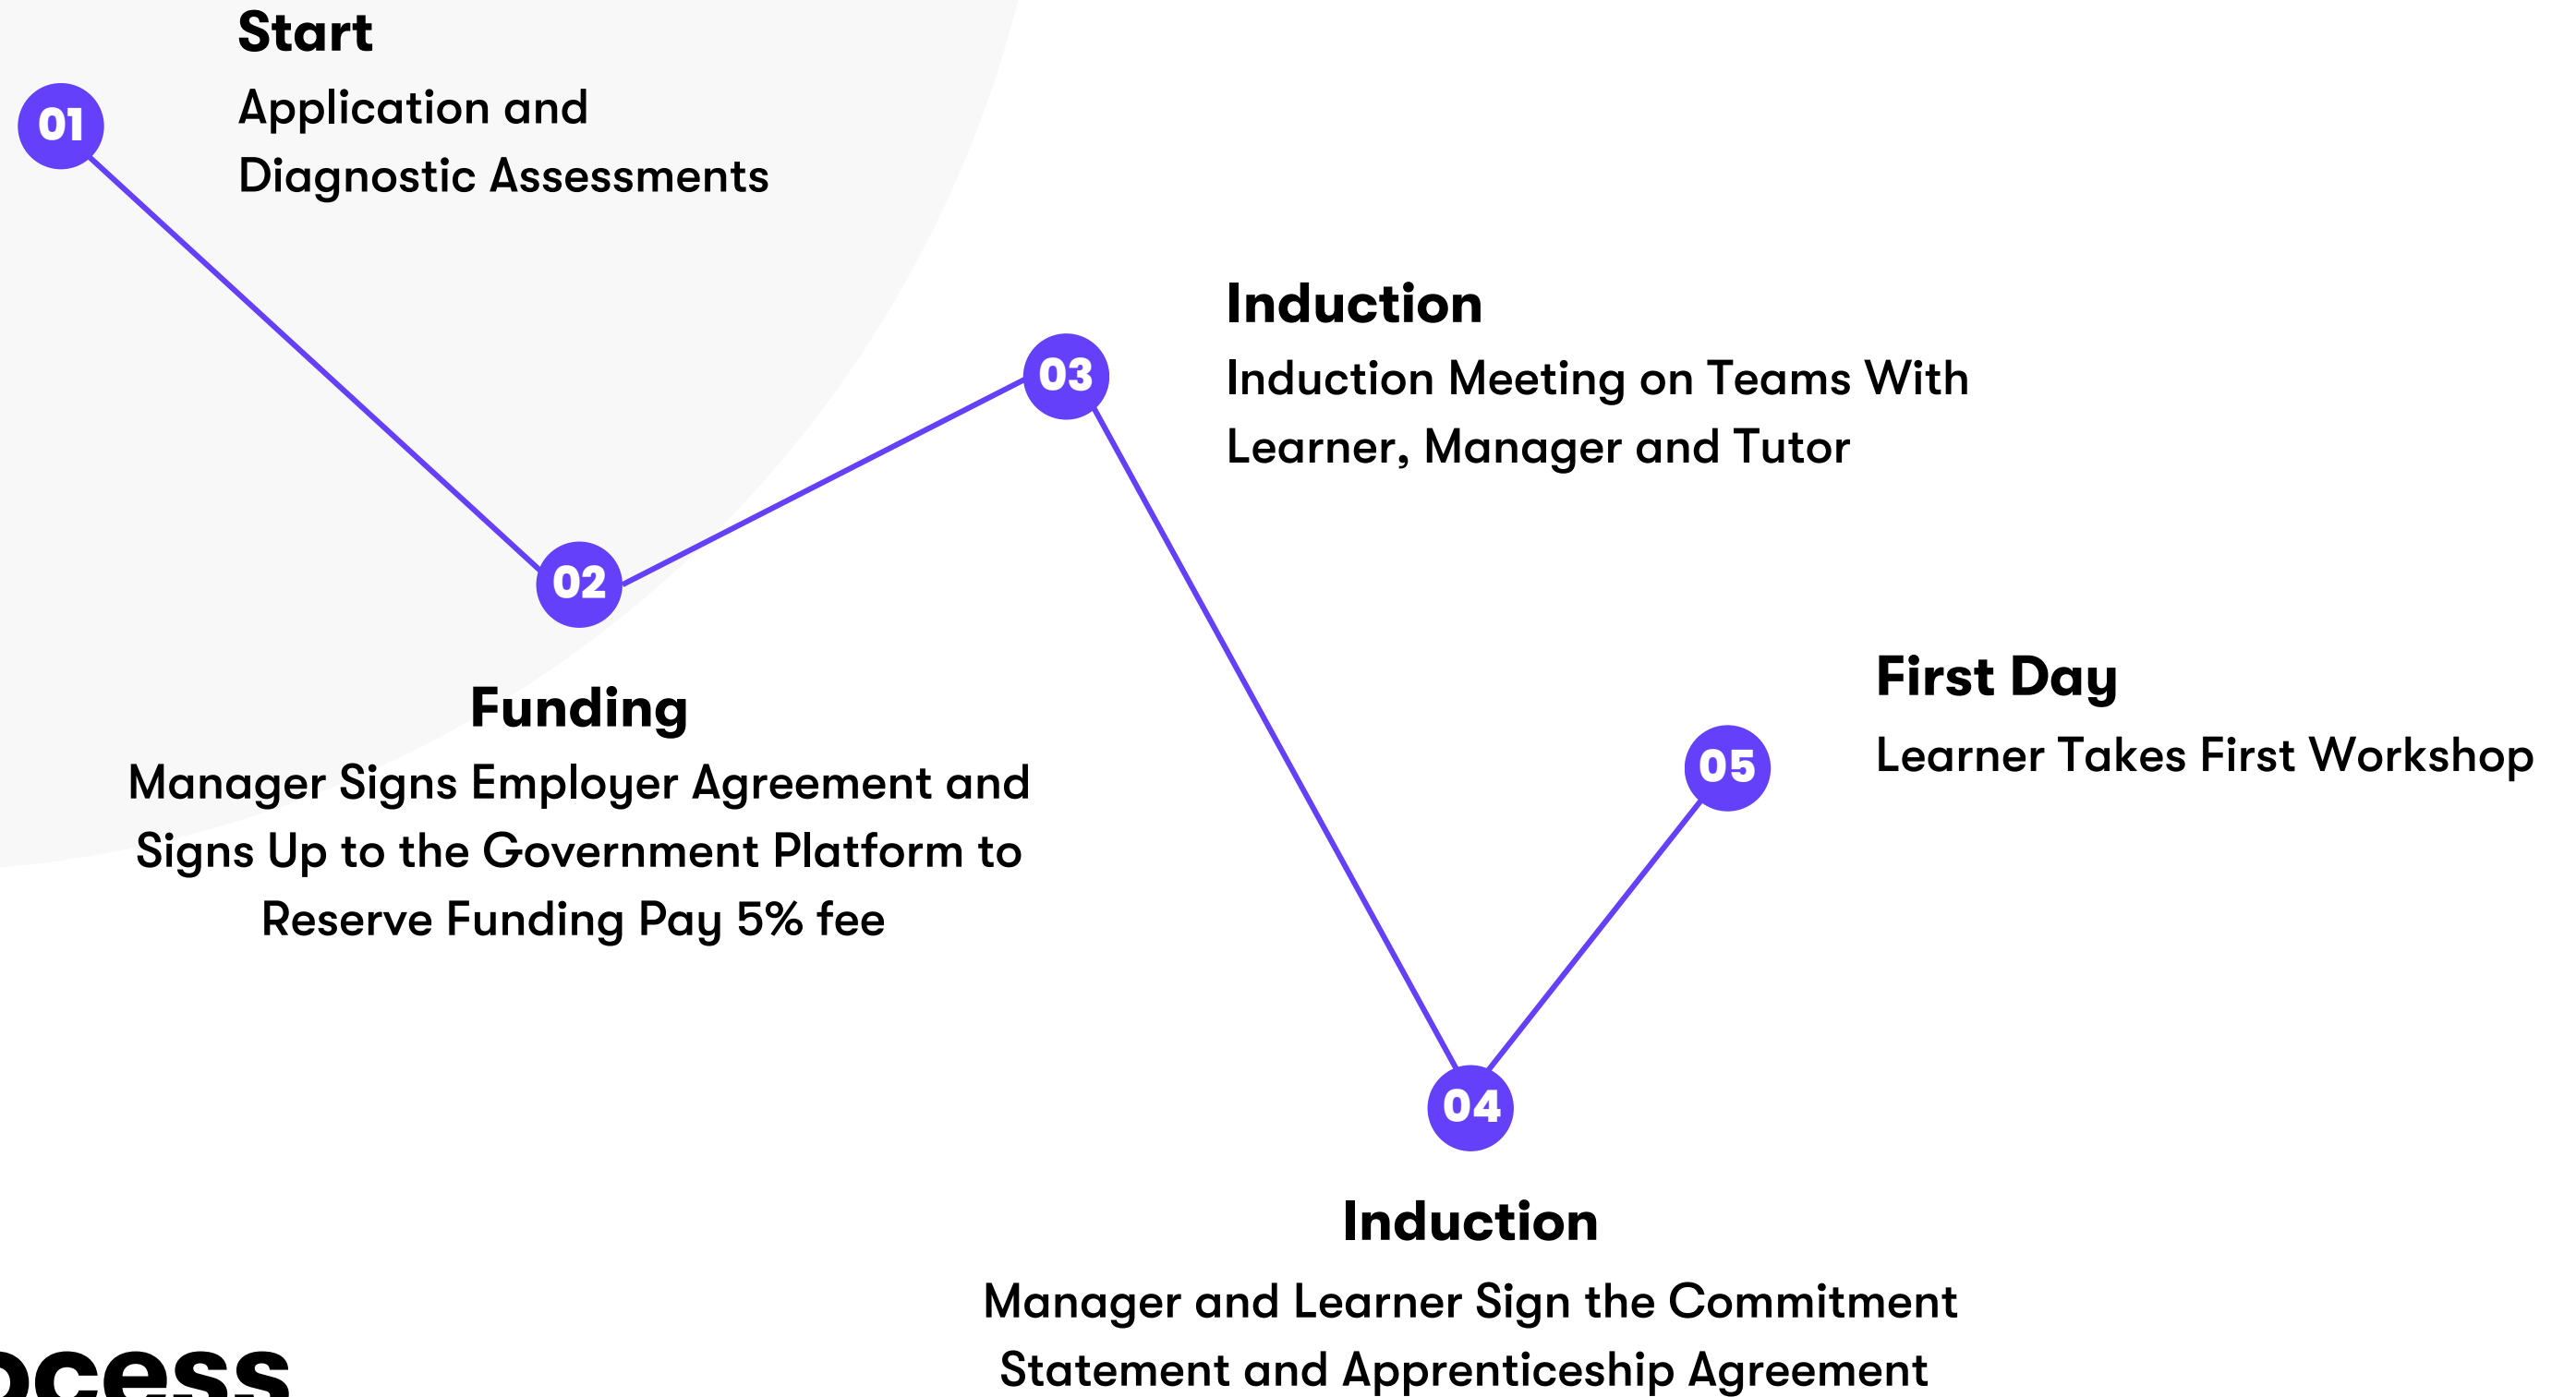 Start
01
Application and
Diagnostic Assessments
Induction
03
Induction Meeting on Teams With
Learner, Manager and Tutor
02
Funding
Manager Signs Employer Agreement and
Signs Up to the Government Platform to
Reserve Funding Pay 5% fee
First Day
05
Learner Takes First Workshop
04
Induction
Manager and Learner Sign the Commitment
Statement and Apprenticeship Agreement